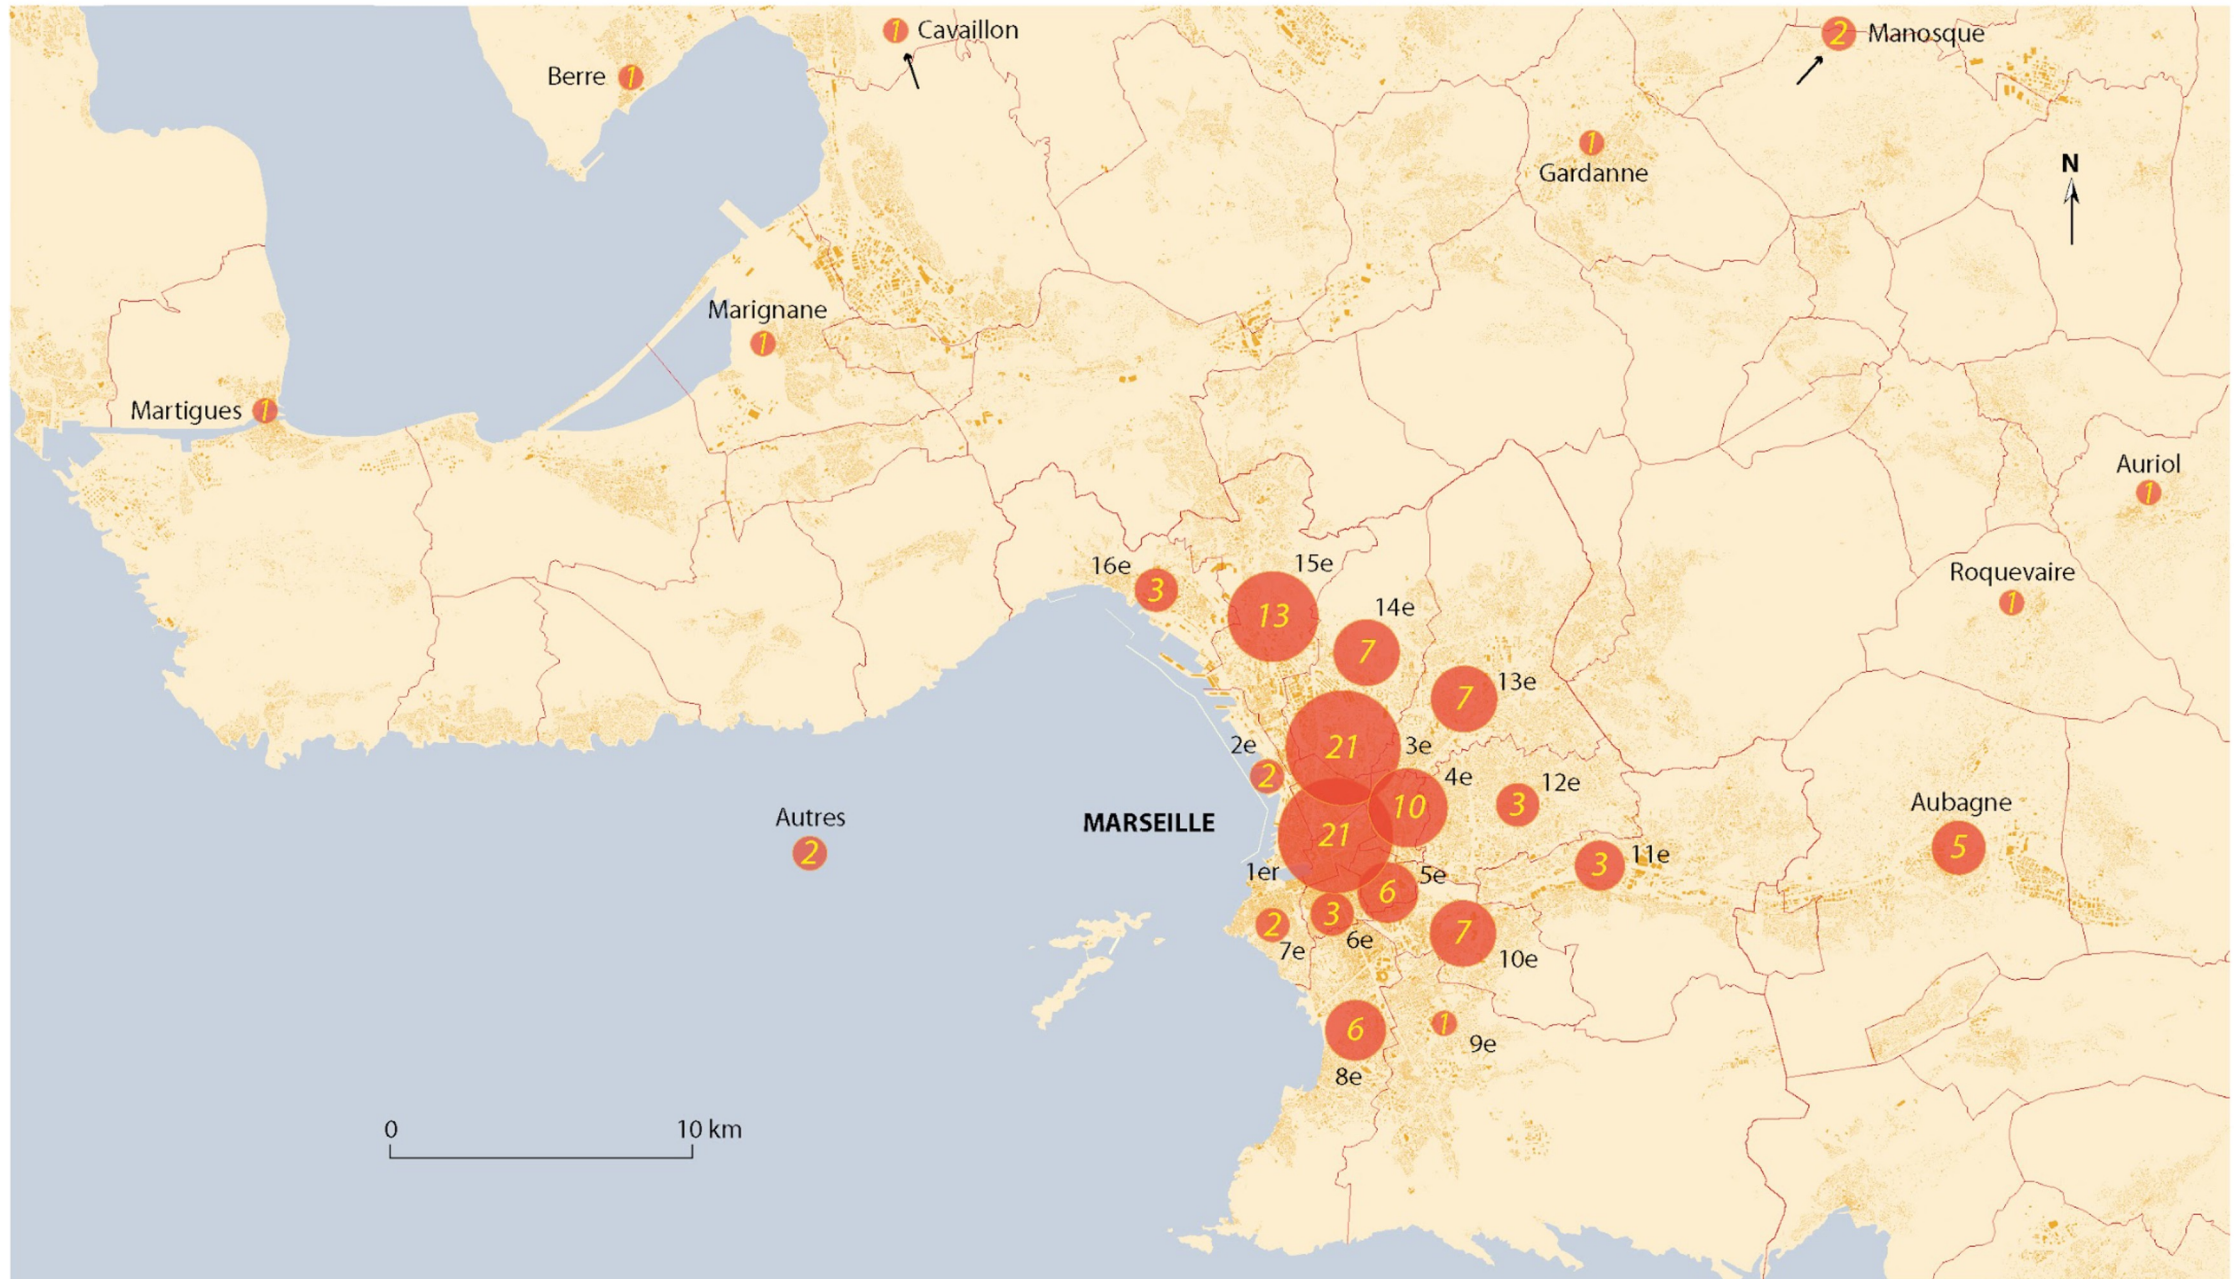 1 Cavaillon
2 Manosque
Berre 1
1
Gardanne
N
Marignane
1
Martigues 1
Auriol
1
16e
3
15e
13
14e
7
Roquevaire
1
13e
7
2e
2
21
3e
4e
10
12e
3
Autres
2
MARSEILLE
21
1er
Aubagne
5
11e
3
5e
6
2
7e
3
6e
7
10e
6
8e
1
9e
0 10 km